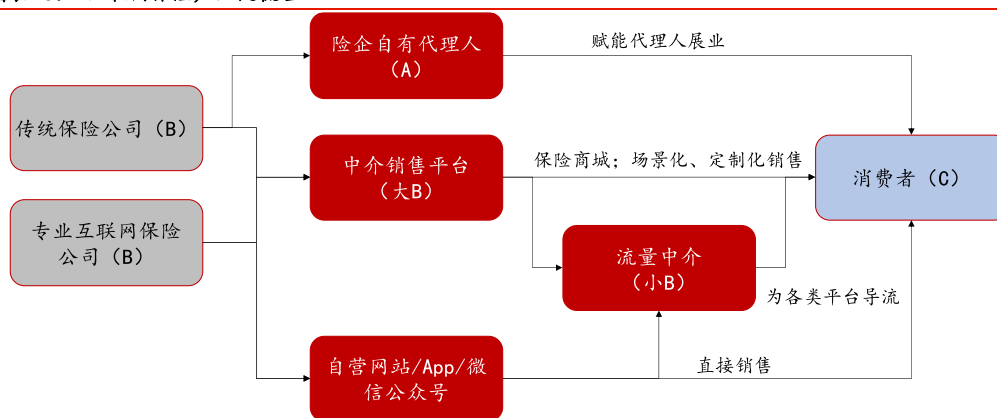 险企自有代理人
（A）
赋能代理人展业
传统保险公司（B）
中介销售平台
（大B）
保险商城；场景化、定制化销售
消费者（C）
专业互联网保险
公司（B）
流量中介
（小B）
为各类平台导流
自营网站/App/微
信公众号
直接销售